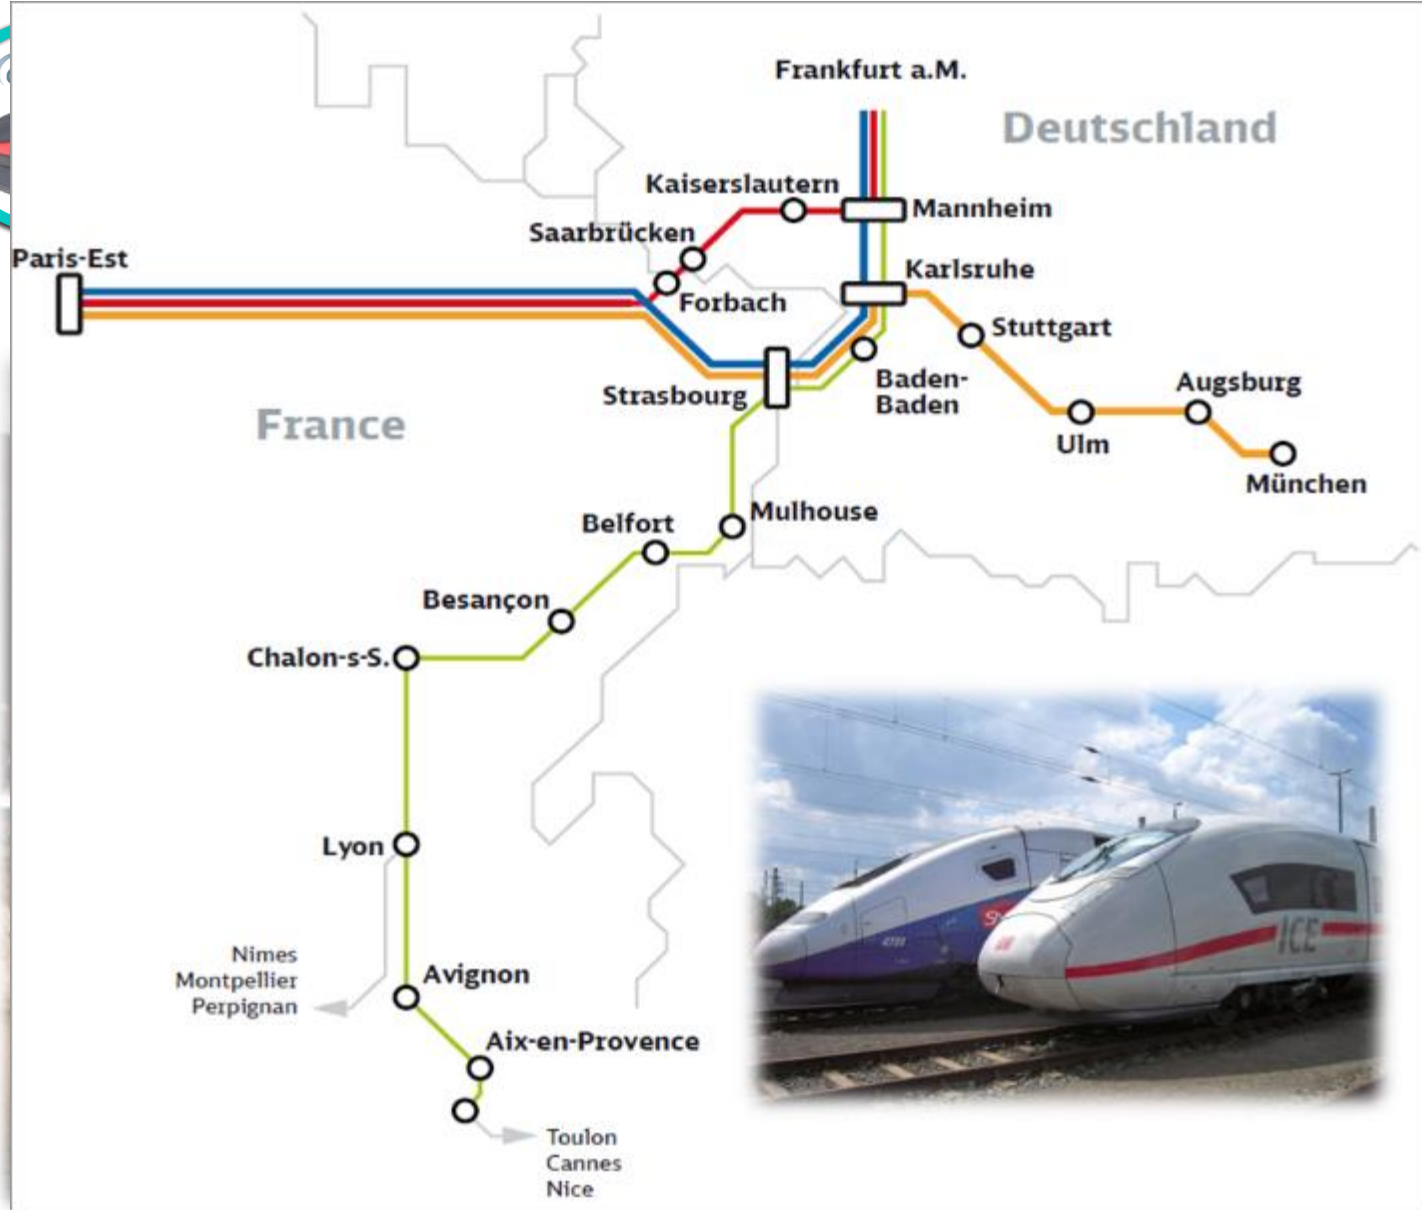 Frankfurt a.M.
Deutschland
Kaiserslautern
Mannheim
Saarbrücken
Paris-Est
Karlsruhe
Forbach
Stuttgart
Strasbourg
Baden-
Baden
Augsburg
France
Ulm
München
Mulhouse
Belfort
Besançon
Chalon-s-S.
Lyon
Nimes
Montpellier
Perpignan
Avignon
Aix-en-Provence
Toulon
Cannes
Nice
ICE